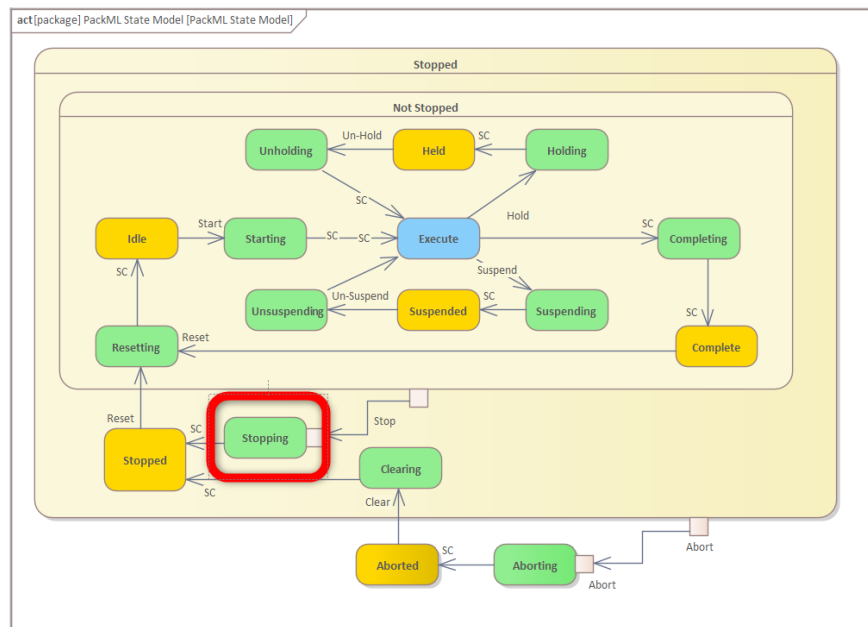 act [package] PackML State Model [PackML State Model]
Stopped
Not Stopped
Un-Hold
SC
Unholding
Held
Holding
SC
Hold
Start
SC
SC
SC
Idle
Starting
Execute
Completing
SC
Suspend
Un-Suspend
SC
Unsuspending
Suspended
Suspending
SC
Reset
Resetting
Complete
Reset
Stop
SC
Stopping
Stopped
Clearing
SC
Clear
Abort
SC
Aborted
Aborting
Abort